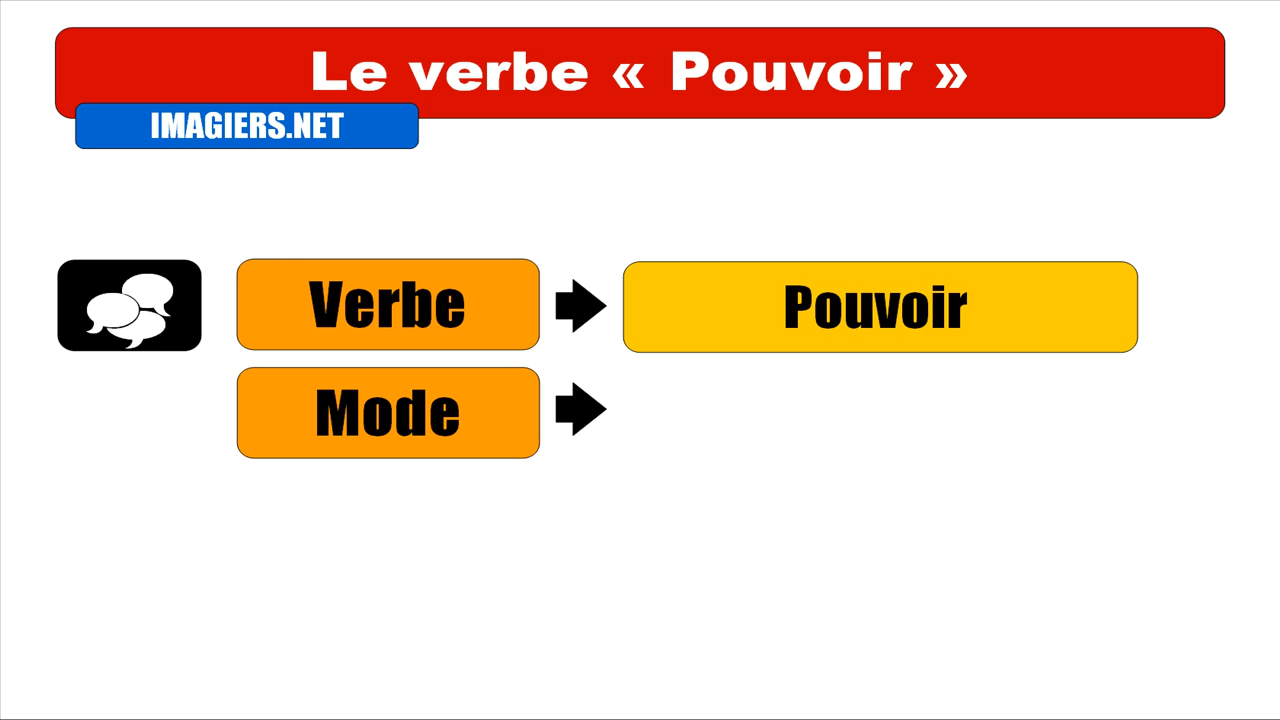 Le verbe « Pouvoir »
IMAGIERS.NET
Verbe
Pouvoir
Mode